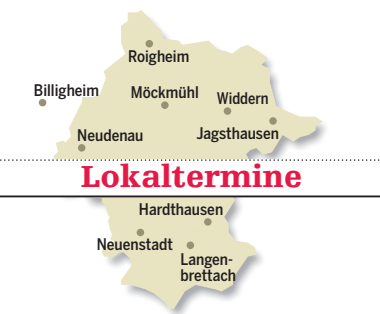 Roigheim
Billigheim
Möckmühl
Widdern
Neudenau
Jagsthausen
Lokaltermine
Hardthausen
Neuenstadt
Langen-
brettach